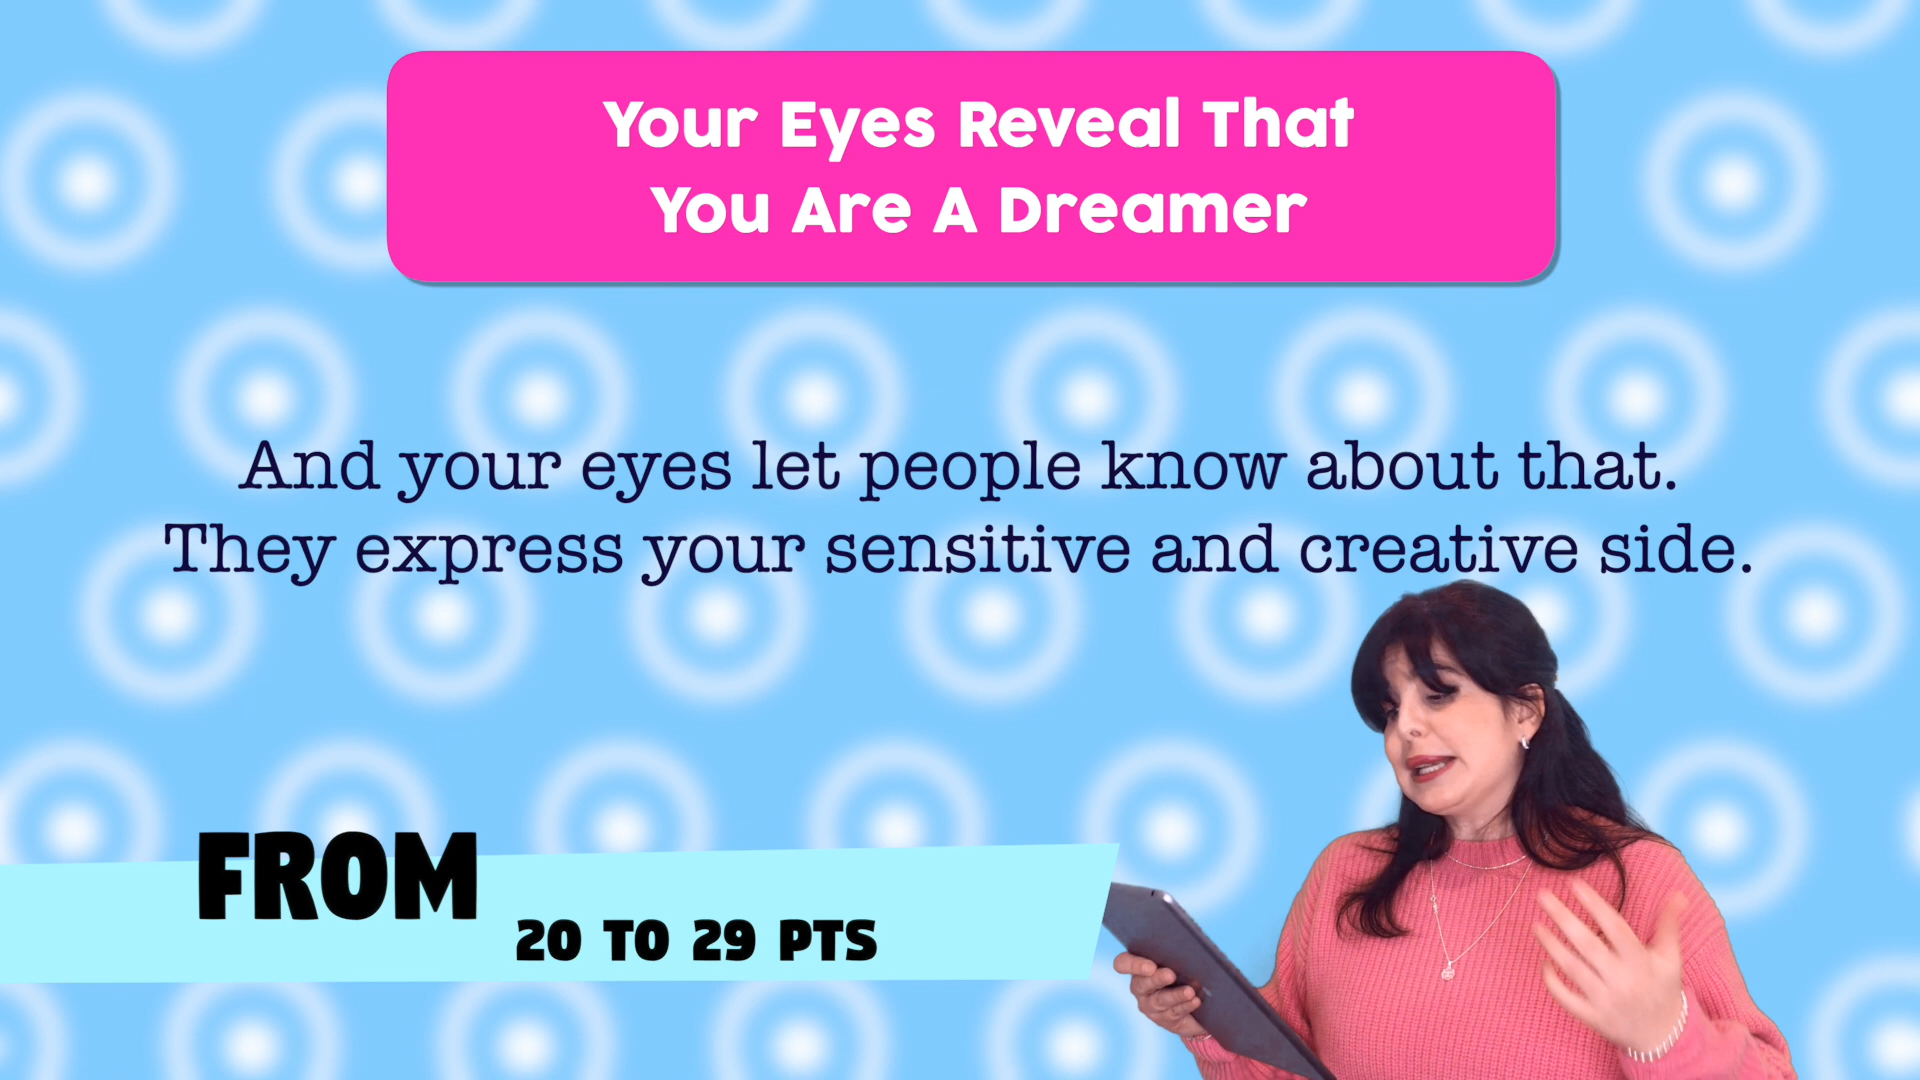 Your Eyes Reveal That
You Are A Dreamer
And your eyes let people know about that.
They express your sensitive and creative side.
FROM
20 TO 29 PTS